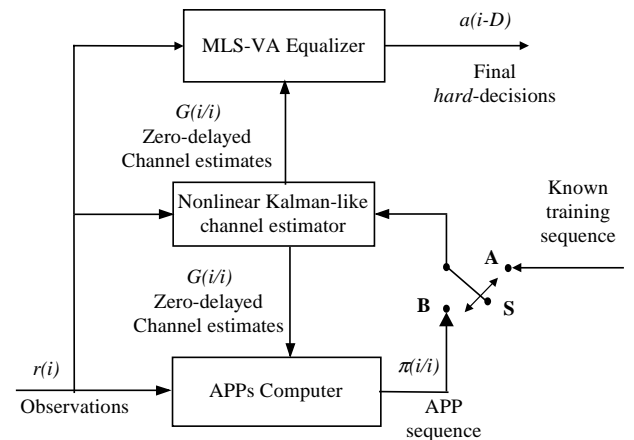 a(i-D)
MLS-VA Equalizer
Final
hard-decisions
G(i/i)
Zero-delayed
Channel estimates
Nonlinear Kalman-like
channel estimator
Known
training
sequence
A
G(i/i)
Zero-delayed
Channel estimates
B
S
r(i)
π(i/i)
APPs Computer
Observations
APP
sequence